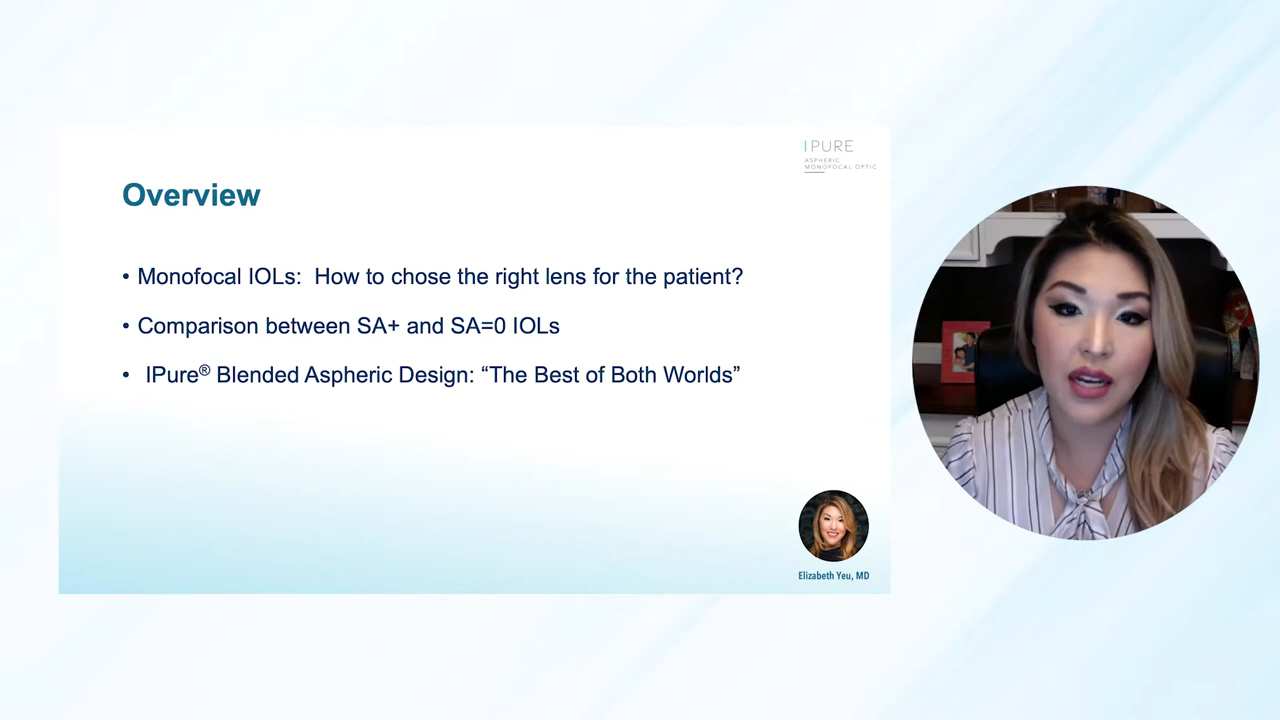 IPURE
ASPHERIC
MONOFOCAL OPTIC
Overview
• Monofocal IOLs:  How to chose the right lens for the patient?
• Comparison between SA+ and SA=0 IOLs
• IPure® Blended Aspheric Design: “The Best of Both Worlds”
Elizabeth Yeu, MD